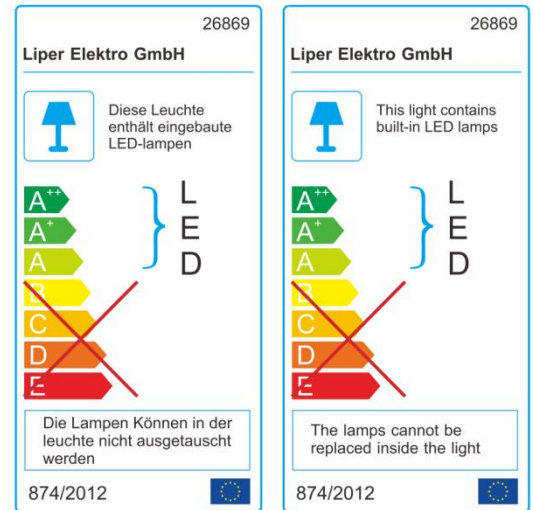 26869
Liper Elektro GmbH
Diese Leuchte
enthält eingebaute
LED-lampen
A++
A+
A
B
C
D
E
L
E
D
Die Lampen Können in der
leuchte nicht ausgetauscht
werden
874/2012
26869
Liper Elektro GmbH
This light contains
built-in LED lamps
A++
A+
A
B
C
D
E
L
E
D
The lamps cannot be
replaced inside the light
874/2012